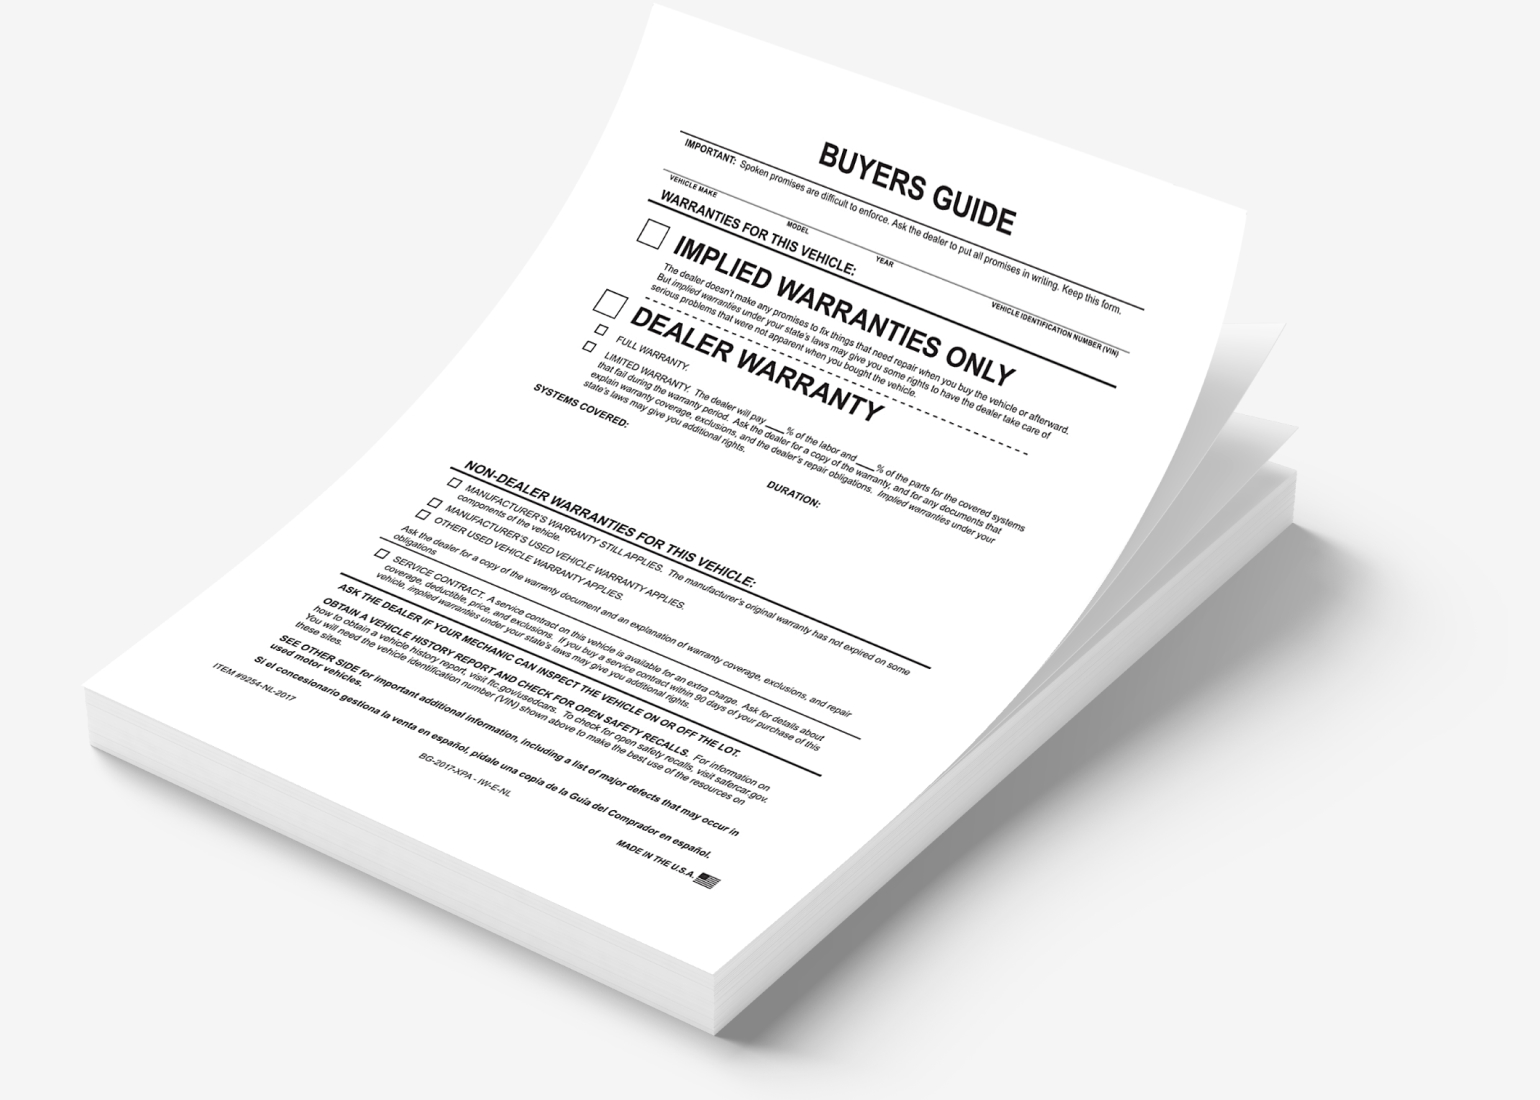 BUYERS GUIDE
IMPORTANT: Spoken promises are difficult to enforce. Ask the dealer to put all promises in writing. Keep this form.
VEHICLE MAKE MODEL YEAR VEHICLE IDENTIFICATION NUMBER (VIN)
WARRANTIES FOR THIS VEHICLE:
IMPLIED WARRANTIES ONLY
The dealer doesn't make any promises to fix things that need repair when you buy the vehicle or afterward.
But implied warranties under your state's laws may give you some rights to have the dealer take care of
serious problems that were not apparent when you bought the vehicle.
DEALER WARRANTY
FULL WARRANTY.
LIMITED WARRANTY. The dealer will pay ___ % of the labor and ___ % of the parts for the covered systems
that fail during the warranty period. Ask the dealer for a copy of the warranty, and for any documents that
explain warranty coverage, exclusions, and the dealer's repair obligations. Implied warranties under your
state's laws may give you additional rights.
SYSTEMS COVERED: DURATION:
NON-DEALER WARRANTIES FOR THIS VEHICLE:
MANUFACTURER'S WARRANTY STILL APPLIES. The manufacturer's original warranty has not expired on some
components of the vehicle.
MANUFACTURER'S USED VEHICLE WARRANTY APPLIES.
OTHER USED VEHICLE WARRANTY APPLIES.
Ask the dealer for a copy of the warranty document and an explanation of warranty coverage, exclusions, and repair
obligations
SERVICE CONTRACT. A service contract on this vehicle is available for an extra charge. Ask for details about
coverage, deductible, price, and exclusions. If you buy a service contract within 90 days of your purchase of this
vehicle, implied warranties under your state's laws may give you additional rights.
ASK THE DEALER IF YOUR MECHANIC CAN INSPECT THE VEHICLE ON OR OFF THE LOT.
OBTAIN A VEHICLE HISTORY REPORT AND CHECK FOR OPEN SAFETY RECALLS. For information on
how to obtain a vehicle history report, visit ftc.gov/usedcars. To check for open safety recalls, visit safercar.gov.
You will need the vehicle identification number (VIN) shown above to make the best use of the resources on
these sites.
SEE OTHER SIDE for important additional information, including a list of major defects that may occur in
used motor vehicles.
Si el concesionario gestiona la venta en español, pídale una copia de la Guía del Comprador en español.
ITEM #9254-NL-2017 BG-2017-XPA - IW-E-NL MADE IN THE U.S.A.